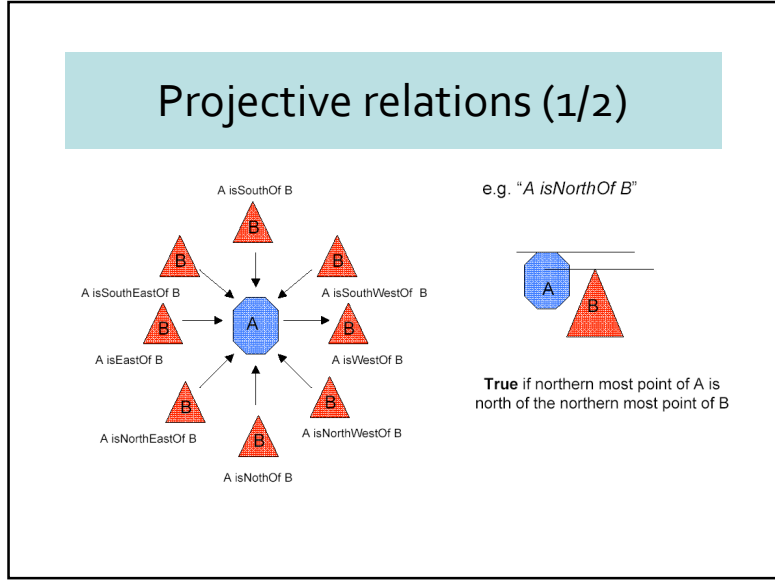 Projective relations (1/2)
A isSouthOf B
B
B
B
A isSouthEastOf B
A isSouthWestOf B
B
A
B
A isEastOf B
A isWestOf B
B
B
B
A isNorthEastOf B
A isNorthWestOf B
A isNothOf B
e.g. “A isNorthOf B”
A
B
True if northern most point of A is
north of the northern most point of B